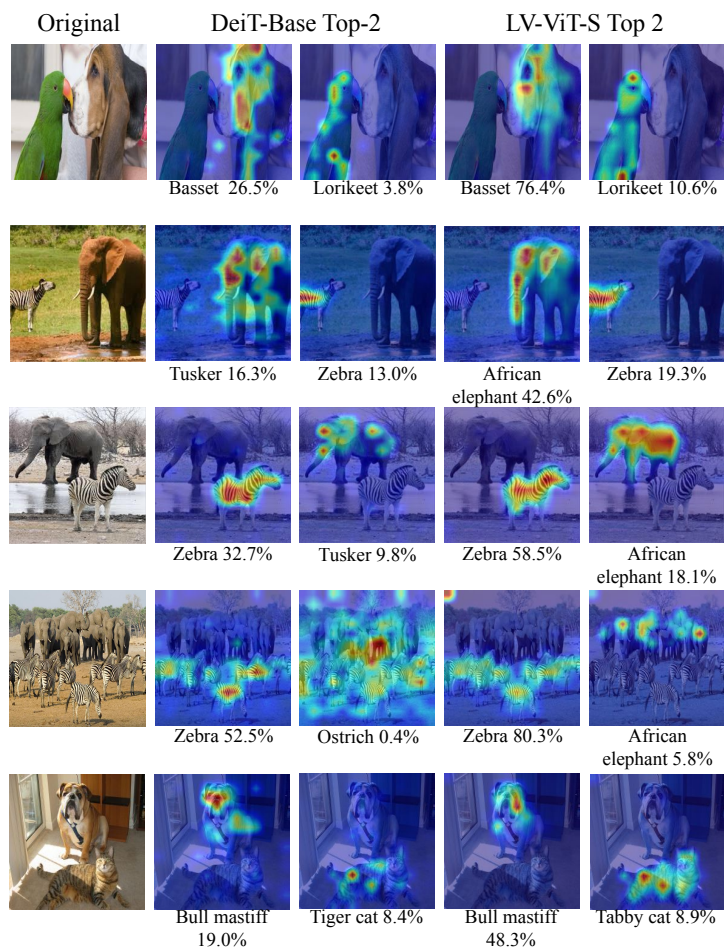 Original DeiT-Base Top-2 LV-ViT-S Top 2
Basset 26.5% Lorikeet 3.8% Basset 76.4% Lorikeet 10.6%
Tusker 16.3% Zebra 13.0% African elephant 42.6% Zebra 19.3%
Zebra 32.7% Tusker 9.8% Zebra 58.5% African elephant 18.1%
Zebra 52.5% Ostrich 0.4% Zebra 80.3% African elephant 5.8%
Bull mastiff 19.0% Tiger cat 8.4% Bull mastiff 48.3% Tabby cat 8.9%